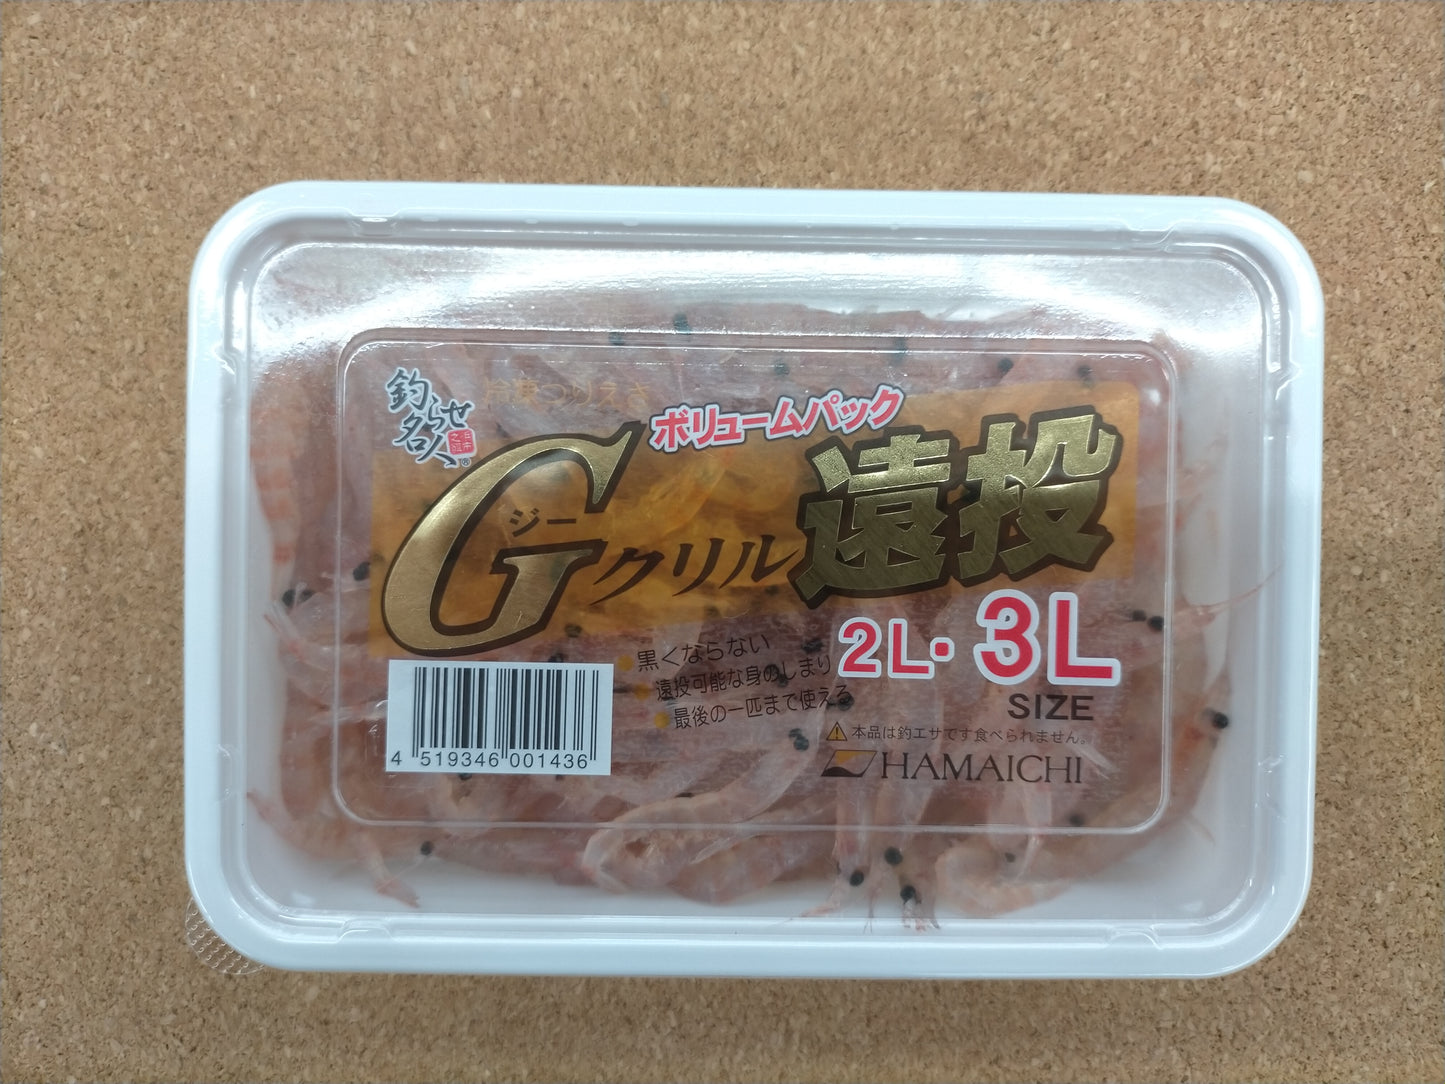 釣らせ名人
®
冷凍つりえさ
ボリュームパック
Gクリル遠投
ジー
2L・3L
SIZE
黒くならない
遠投可能な身のしまり
最後の一匹まで使える
本品は釣エサです食べられません。
HAMAICHI
4 519346 001436